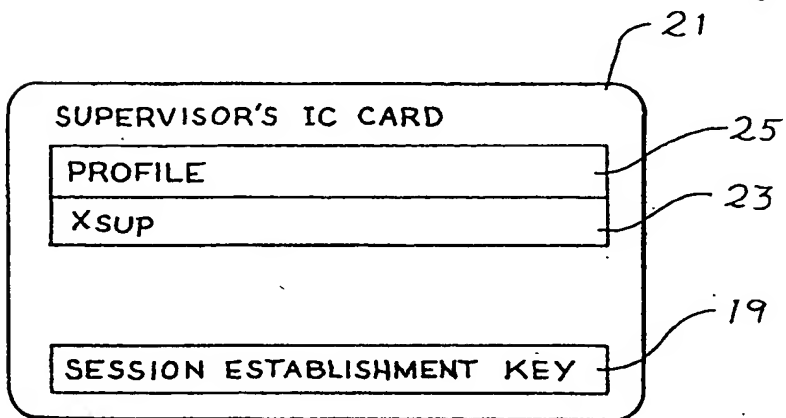 21
SUPERVISOR'S IC CARD
PROFILE
25
XSUP
23
SESSION ESTABLISHMENT KEY
19